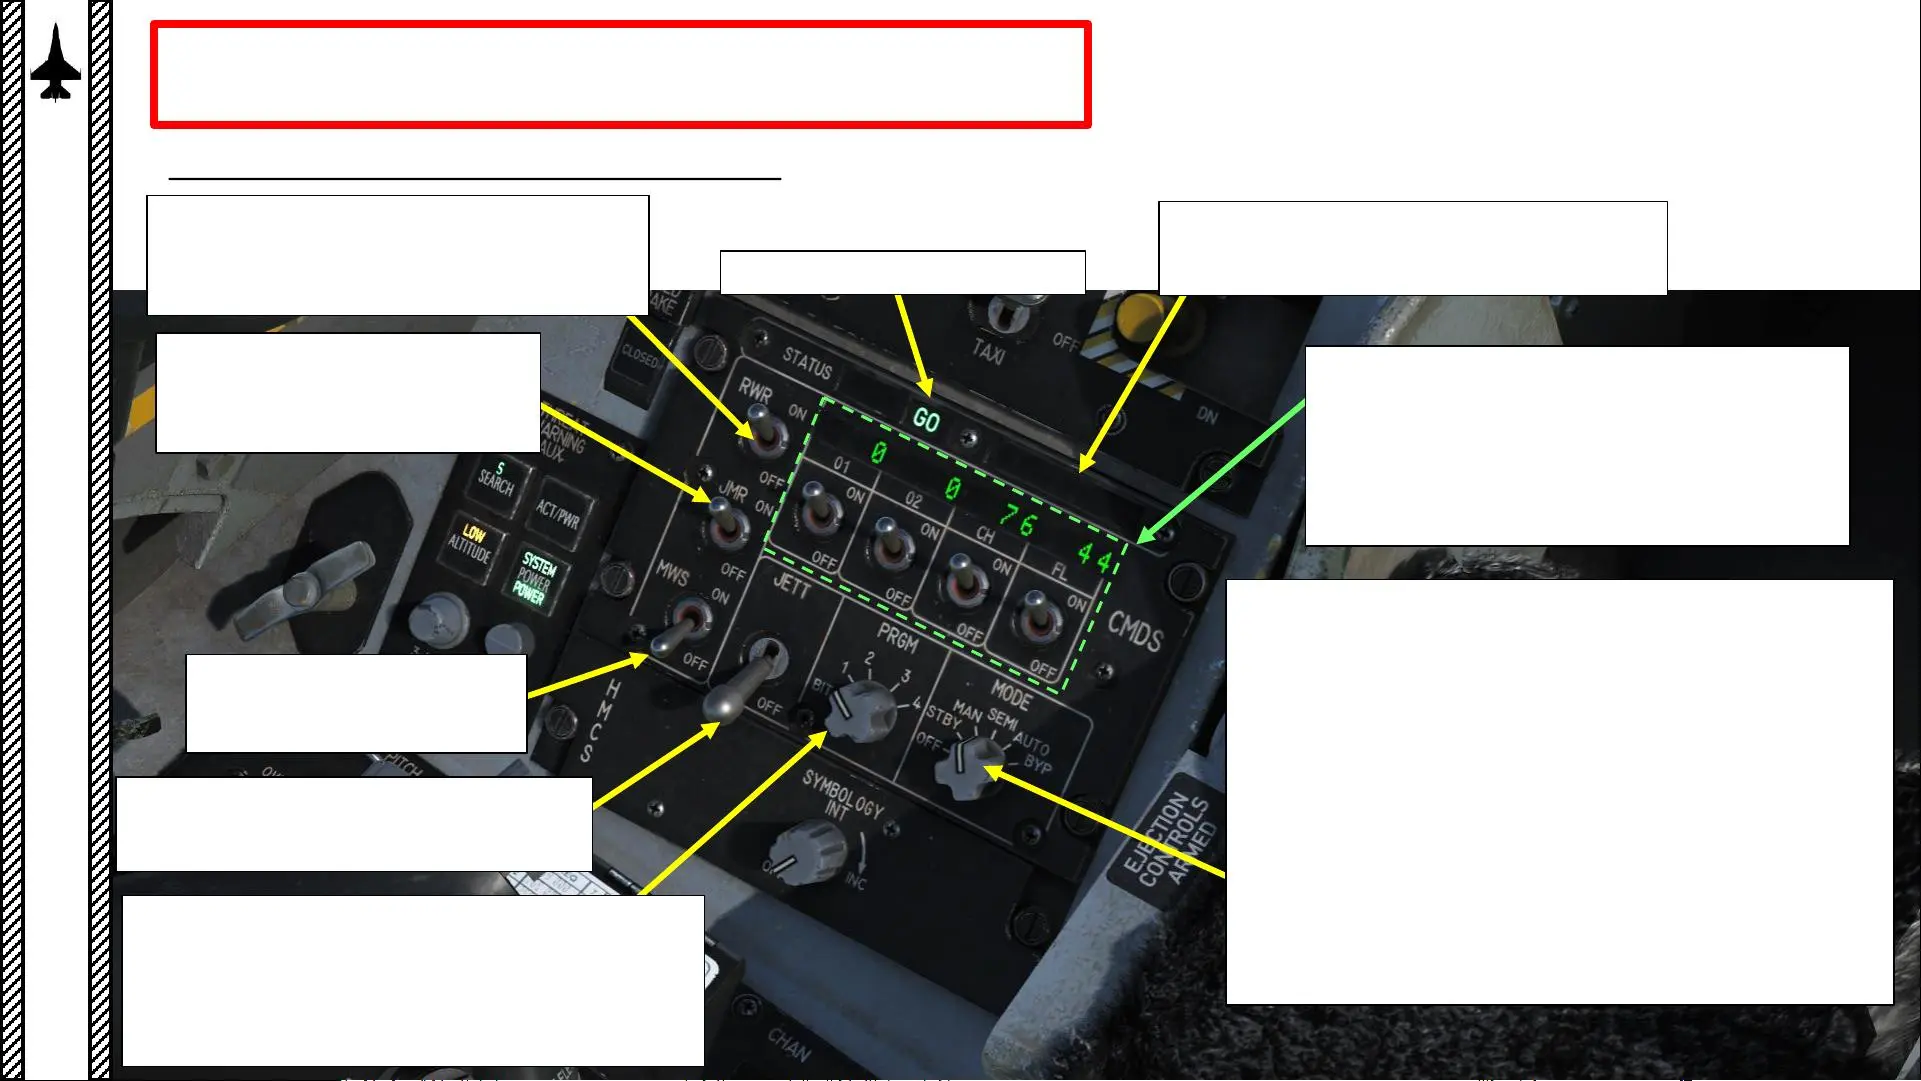 CLOSED
TAXI
OFF
DN
STATUS
GO
RWR
ON
OFF
0
0
76
44
01
ON
OFF
02
ON
OFF
CH
ON
OFF
FL
ON
OFF
JMR
ON
OFF
MWS
ON
OFF
JETT
OFF
PRGM
BIT
1
2
3
4
MODE
OFF
STBY
MAN
SEMI
AUTO
BYP
CMDS
WARNING
AUX
S
SEARCH
ACT/PWR
LOW
ALTITUDE
SYSTEM
POWER
POWER
HMCS
SYMBOLOGY
INT
INC
PITCH
EJECTION
CONTROLS
ARMED
CHAN